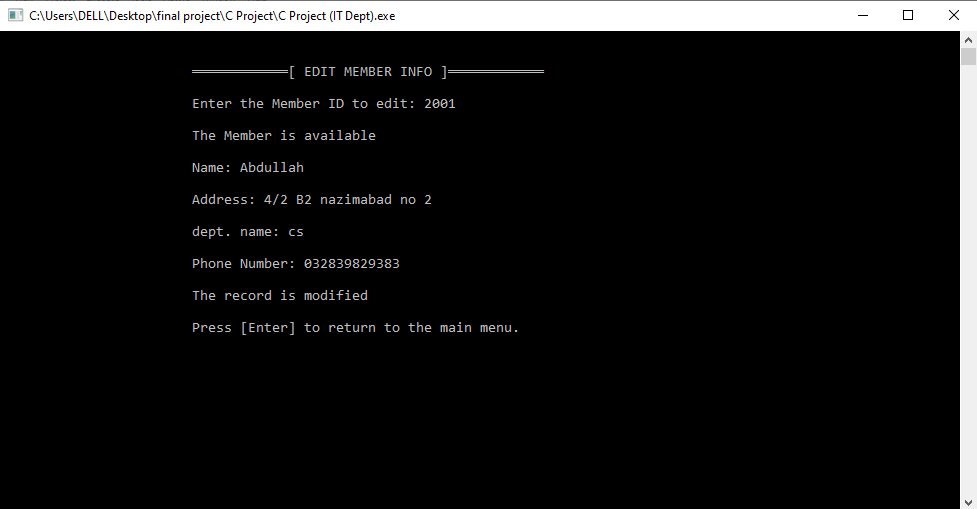 C:\Users\DELL\Desktop\final project\C Project\C Project (IT Dept).exe
════════════[ EDIT MEMBER INFO ]════════════
Enter the Member ID to edit: 2001
The Member is available
Name: Abdullah
Address: 4/2 B2 nazimabad no 2
dept. name: cs
Phone Number: 032839829383
The record is modified
Press [Enter] to return to the main menu.